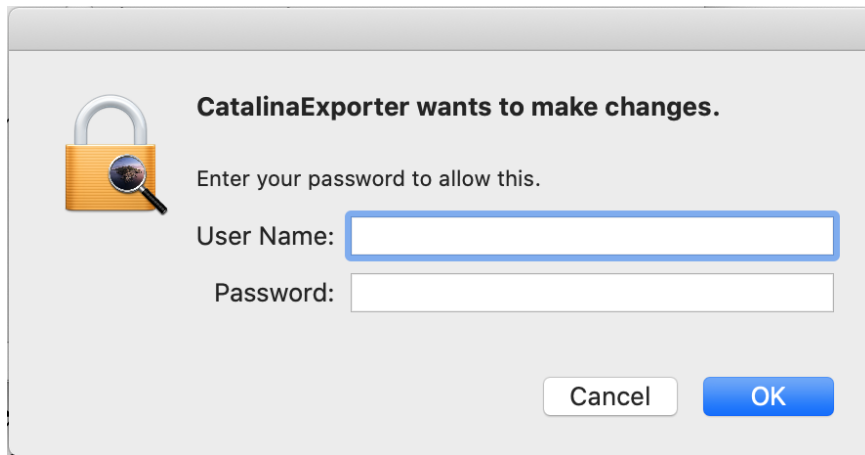 CatalinaExporter wants to make changes.
Enter your password to allow this.
User Name:
Password:
Cancel
OK